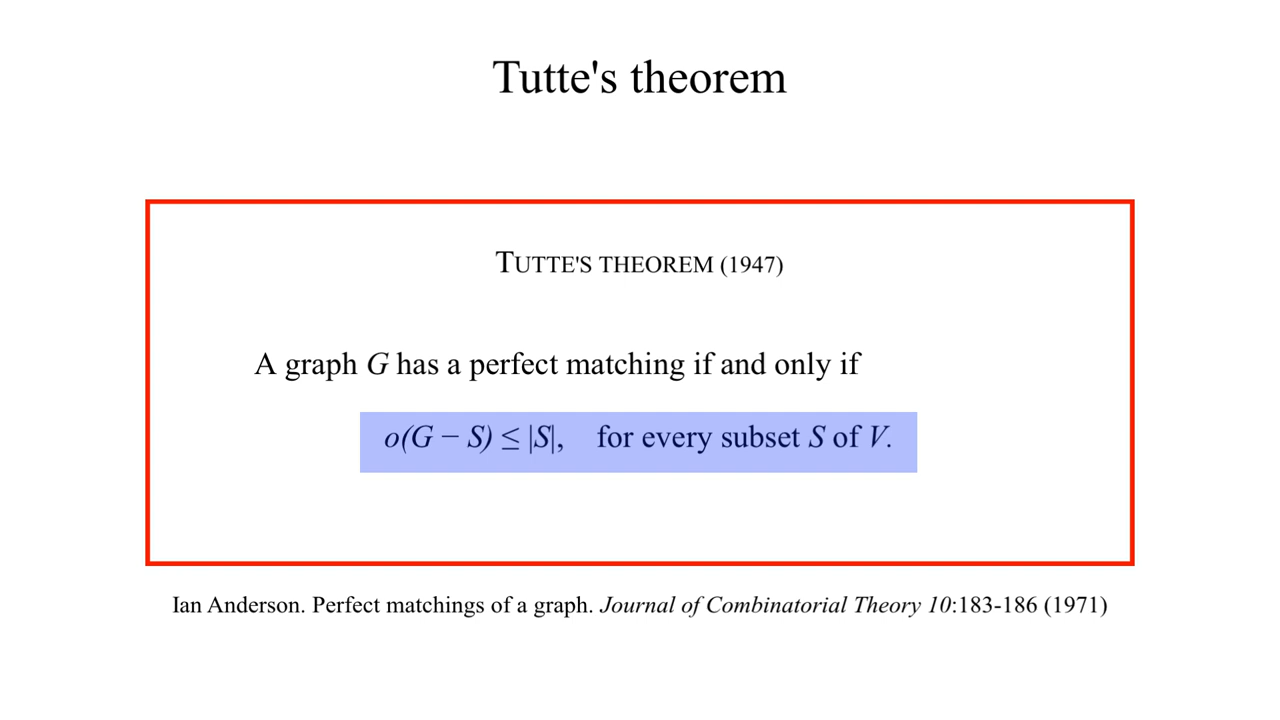 Tutte's theorem
TUTTE'S THEOREM (1947)
A graph G has a perfect matching if and only if
o(G − S) ≤ |S|, for every subset S of V.
Ian Anderson. Perfect matchings of a graph. Journal of Combinatorial Theory 10:183-186 (1971)